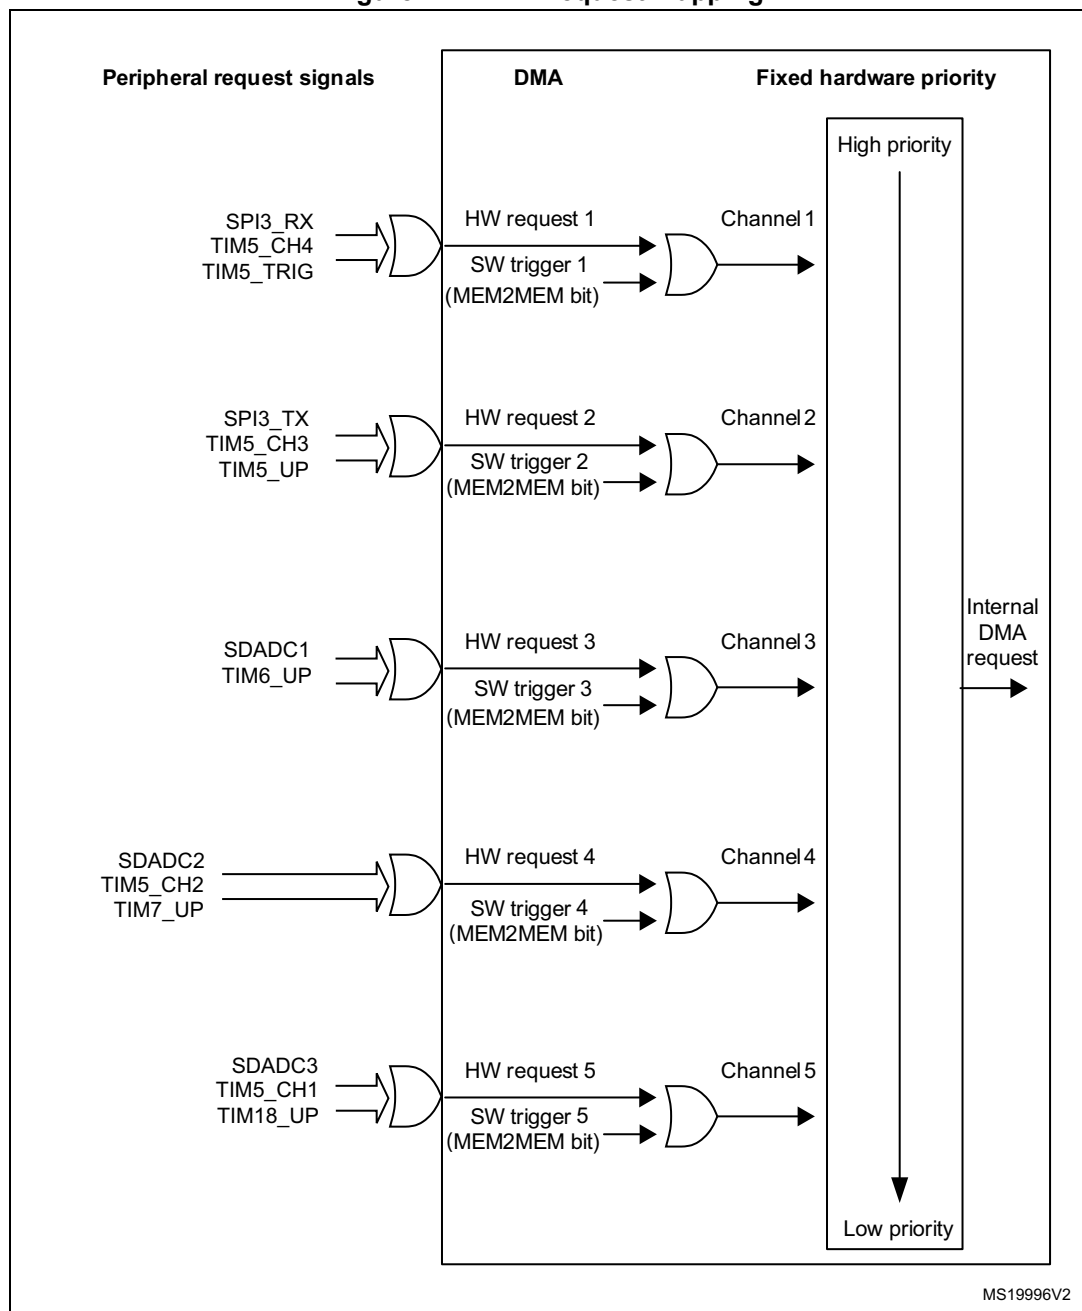 Peripheral request signals
DMA
Fixed hardware priority
High priority
SPI3_RX
TIM5_CH4
TIM5_TRIG
HW request 1
SW trigger 1
(MEM2MEM bit)
Channel 1
SPI3_TX
TIM5_CH3
TIM5_UP
HW request 2
SW trigger 2
(MEM2MEM bit)
Channel 2
SDADC1
TIM6_UP
HW request 3
SW trigger 3
(MEM2MEM bit)
Channel 3
Internal
DMA
request
SDADC2
TIM5_CH2
TIM7_UP
HW request 4
SW trigger 4
(MEM2MEM bit)
Channel 4
SDADC3
TIM5_CH1
TIM18_UP
HW request 5
SW trigger 5
(MEM2MEM bit)
Channel 5
Low priority
MS19996V2